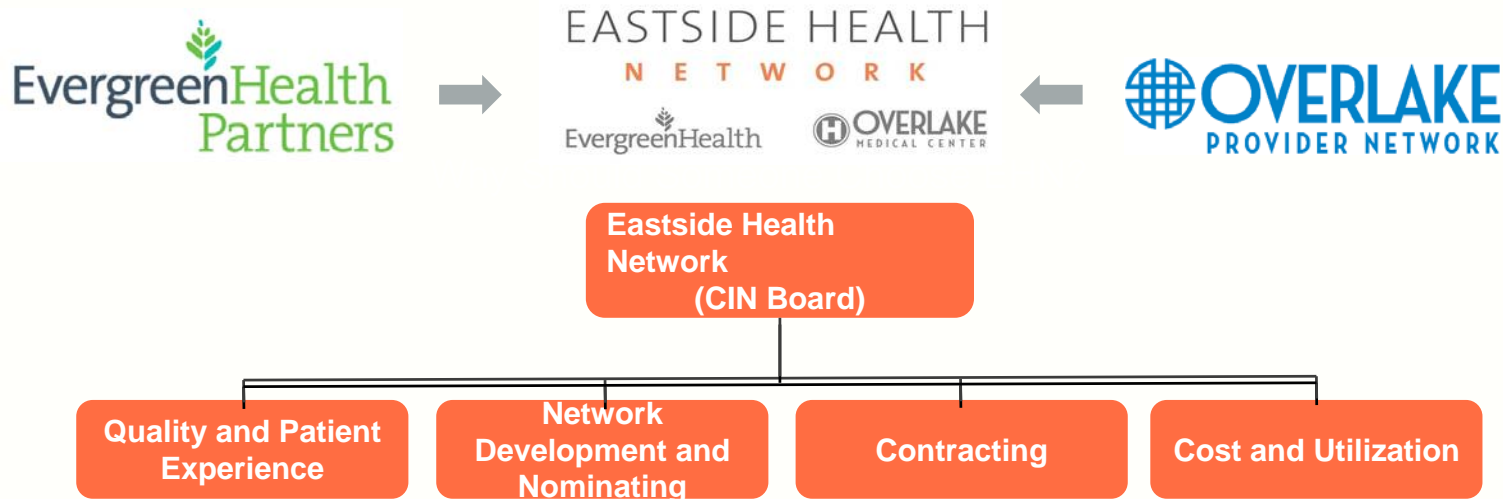 EvergreenHealth
Partners
EASTSIDE HEALTH
NETWORK
EvergreenHealth
OVERLAKE
MEDICAL CENTER
OVERLAKE
PROVIDER NETWORK
Eastside Health
Network
(CIN Board)
Quality and Patient
Experience
Network
Development and
Nominating
Contracting
Cost and Utilization